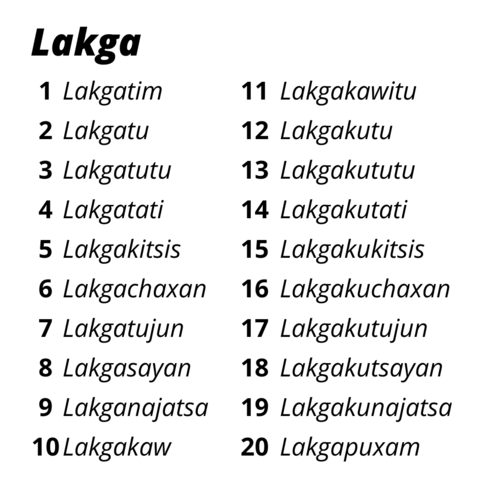 Lakga
1 Lakgatim
2 Lakgatu
3 Lakgatutu
4 Lakgatati
5 Lakgakitsis
6 Lakgachaxan
7 Lakgatujun
8 Lakgasayan
9 Lakganajatsa
10 Lakgakaw
11 Lakgakawitu
12 Lakgakutu
13 Lakgakututu
14 Lakgakutati
15 Lakgakukitsis
16 Lakgakuchaxan
17 Lakgakutujun
18 Lakgakutsayan
19 Lakgakunajatsa
20 Lakgapuxam